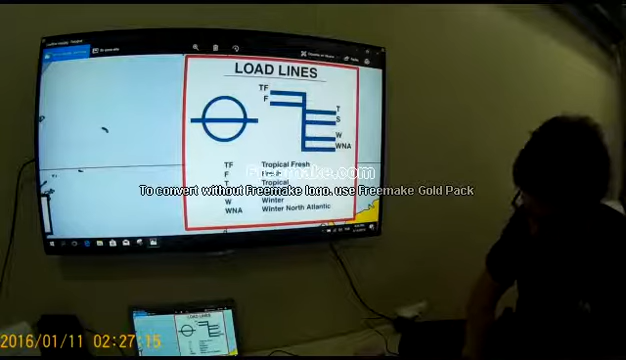 LOAD LINES
TF
F
T
S
W
WNA
TF Tropical Fresh
F Fresh
T Tropical
Freemake.com
To convert without Freemake logo, use Freemake Gold Pack
W Winter
WNA Winter North Atlantic
2016/01/11 02:27:15
LOAD LINES